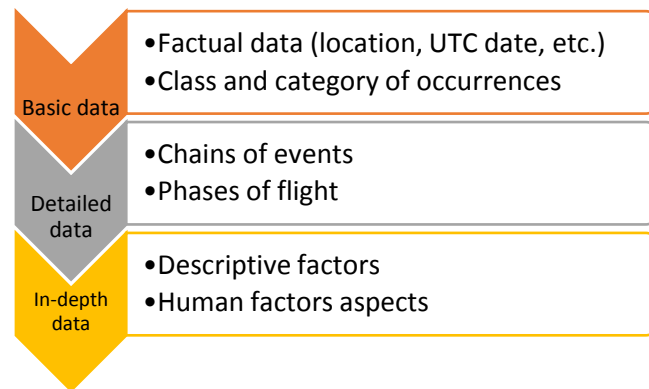 Basic data
•Factual data (location, UTC date, etc.)
•Class and category of occurrences
Detailed
data
•Chains of events
•Phases of flight
In-depth
data
•Descriptive factors
•Human factors aspects